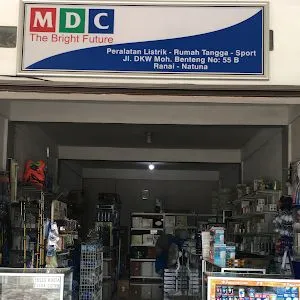 MDC
The Bright Future
Peralatan Listrik - Rumah Tangga - Sport
Jl. DKW Moh. Benteng No: 55 B
Ranai - Natuna